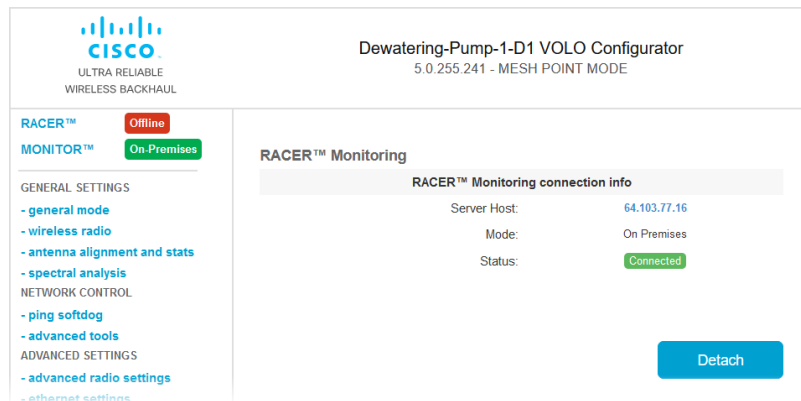 CISCO
ULTRA RELIABLE
WIRELESS BACKHAUL
Dewatering-Pump-1-D1 VOLO Configurator
5.0.255.241 - MESH POINT MODE
RACER™ Offline
MONITOR™ On-Premises
GENERAL SETTINGS
- general mode
- wireless radio
- antenna alignment and stats
- spectral analysis
NETWORK CONTROL
- ping softdog
- advanced tools
ADVANCED SETTINGS
- advanced radio settings
- ethernet settings
RACER™ Monitoring
RACER™ Monitoring connection info
Server Host: 64.103.77.16
Mode: On Premises
Status: Connected
Detach